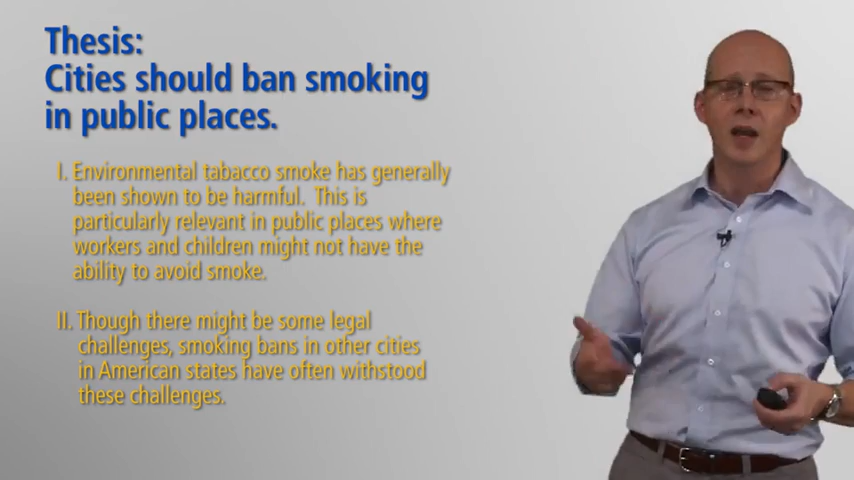 Thesis:
Cities should ban smoking
in public places.
I. Environmental tabacco smoke has generally
been shown to be harmful. This is
particularly relevant in public places where
workers and children might not have the
ability to avoid smoke.
II. Though there might be some legal
challenges, smoking bans in other cities
in American states have often withstood
these challenges.